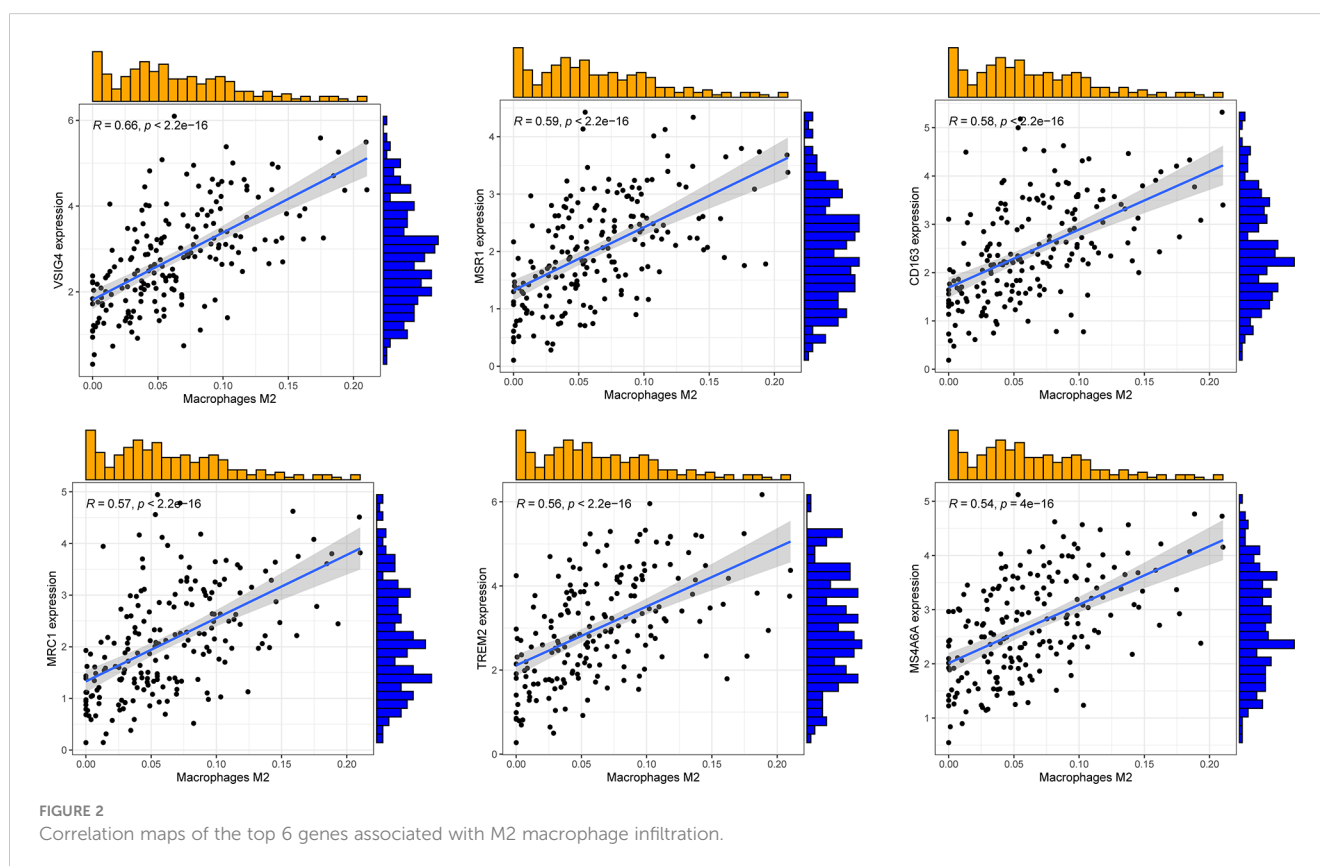 R = 0.66, p < 2.2e−16
6
4
2
VSIG4 expression
0.00 0.05 0.10 0.15 0.20
Macrophages M2
R = 0.59, p < 2.2e−16
4
3
2
1
0
MSR1 expression
0.00 0.05 0.10 0.15 0.20
Macrophages M2
R = 0.58, p < 2.2e−16
5
4
3
2
1
0
CD163 expression
0.00 0.05 0.10 0.15 0.20
Macrophages M2
R = 0.57, p < 2.2e−16
5
4
3
2
1
0
MRC1 expression
0.00 0.05 0.10 0.15 0.20
Macrophages M2
R = 0.56, p < 2.2e−16
6
4
2
0
TREM2 expression
0.00 0.05 0.10 0.15 0.20
Macrophages M2
R = 0.54, p = 4e−16
5
4
3
2
1
MS4A6A expression
0.00 0.05 0.10 0.15 0.20
Macrophages M2
FIGURE 2
Correlation maps of the top 6 genes associated with M2 macrophage infiltration.